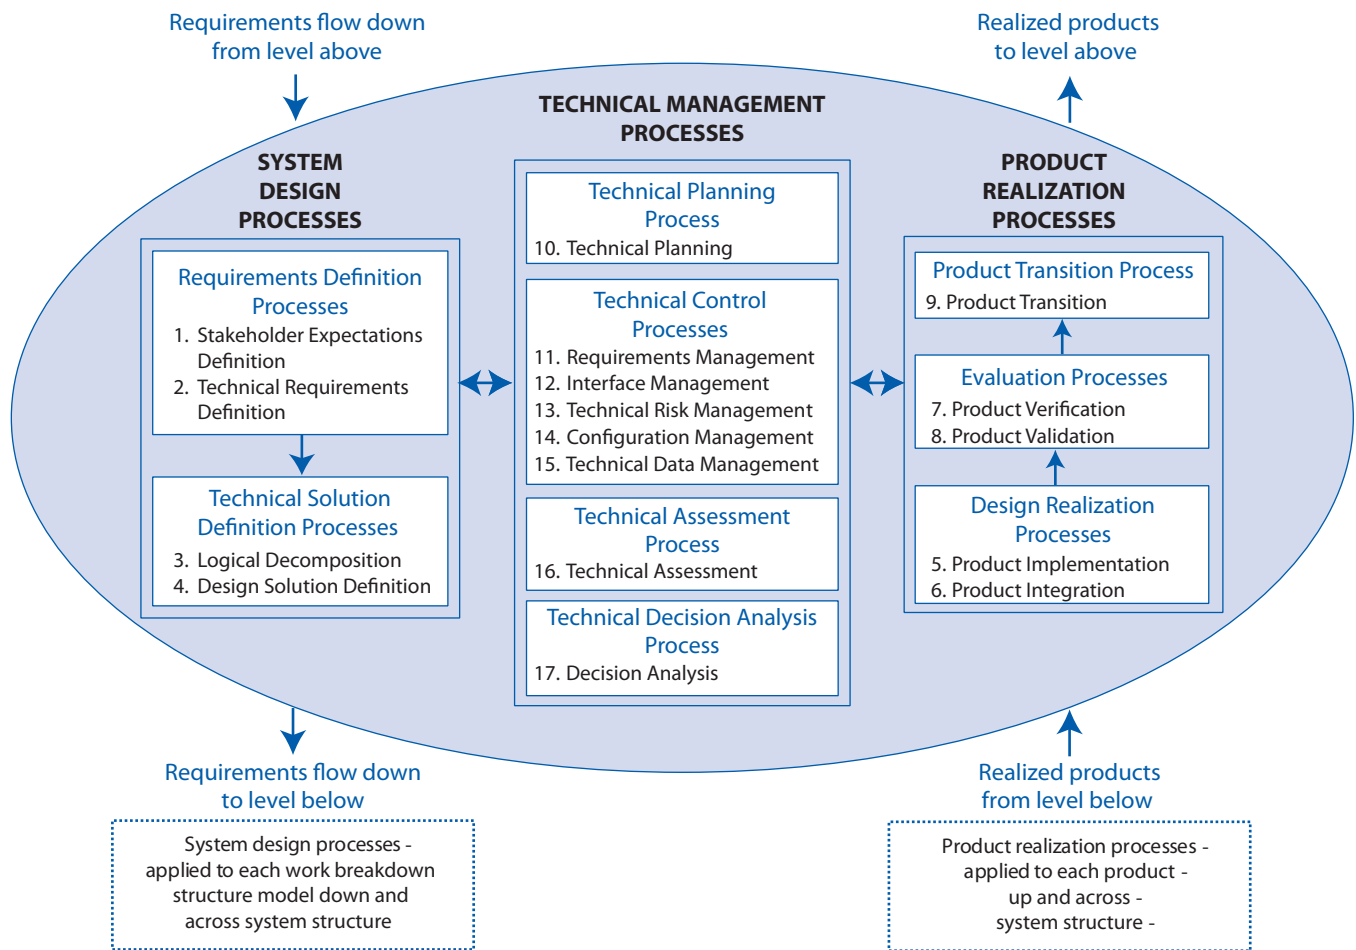 Requirements flow down
from level above
Realized products
to level above
TECHNICAL MANAGEMENT
PROCESSES
SYSTEM
DESIGN
PROCESSES
Requirements Definition
Processes
1. Stakeholder Expectations
Definition
2. Technical Requirements
Definition
Technical Solution
Definition Processes
3. Logical Decomposition
4. Design Solution Definition
Technical Planning
Process
10. Technical Planning
Technical Control
Processes
11. Requirements Management
12. Interface Management
13. Technical Risk Management
14. Configuration Management
15. Technical Data Management
Technical Assessment
Process
16. Technical Assessment
Technical Decision Analysis
Process
17. Decision Analysis
PRODUCT
REALIZATION
PROCESSES
Product Transition Process
9. Product Transition
Evaluation Processes
7. Product Verification
8. Product Validation
Design Realization
Processes
5. Product Implementation
6. Product Integration
Requirements flow down
to level below
System design processes -
applied to each work breakdown
structure model down and
across system structure
Realized products
from level below
Product realization processes -
applied to each product -
up and across -
system structure -